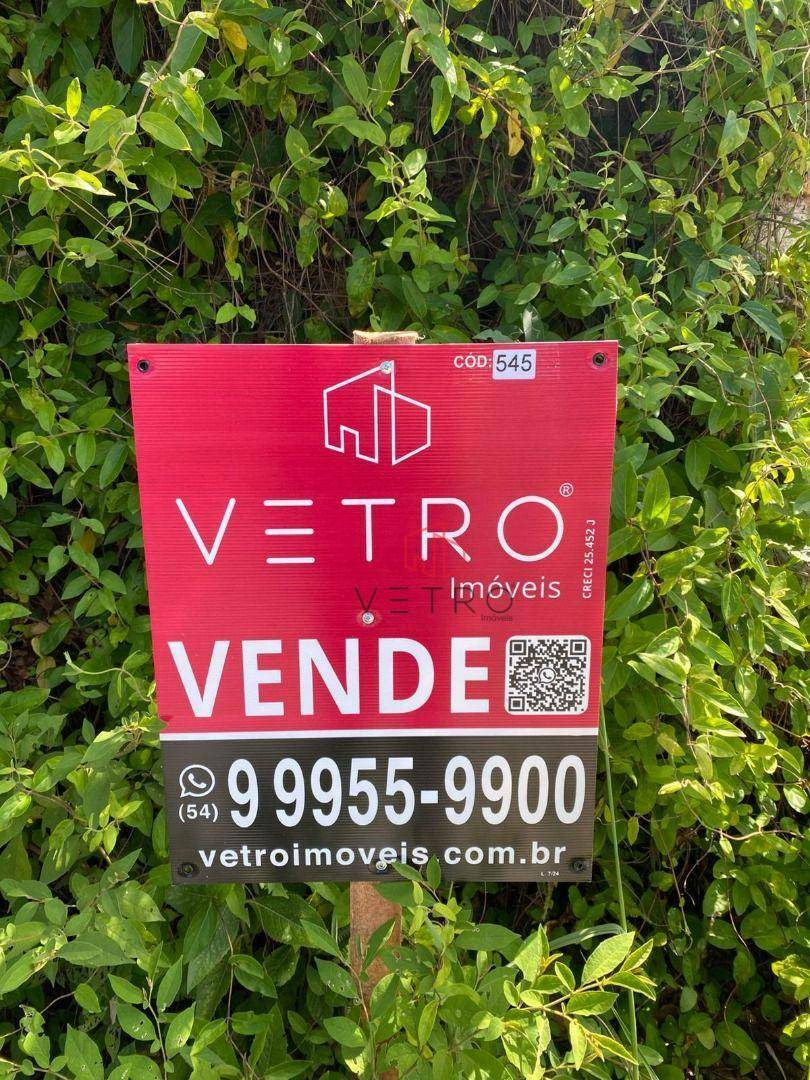 CÓD: 545
VETRO®
Imóveis
CRECI 25.452 J
VETRO
Imóveis
VENDE
(54) 9 9955-9900
vetroimoveis.com.br
L. 7/24